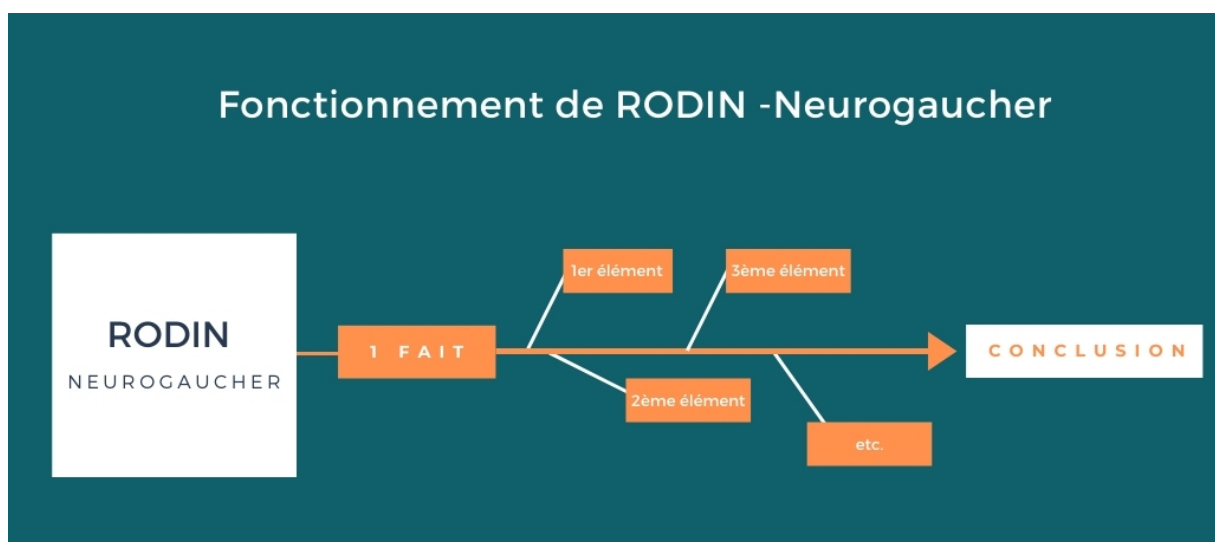 Fonctionnement de RODIN -Neurogaucher
RODIN
NEUROGAUCHER
1 FAIT
1er élément
2ème élément
3ème élément
etc.
CONCLUSION